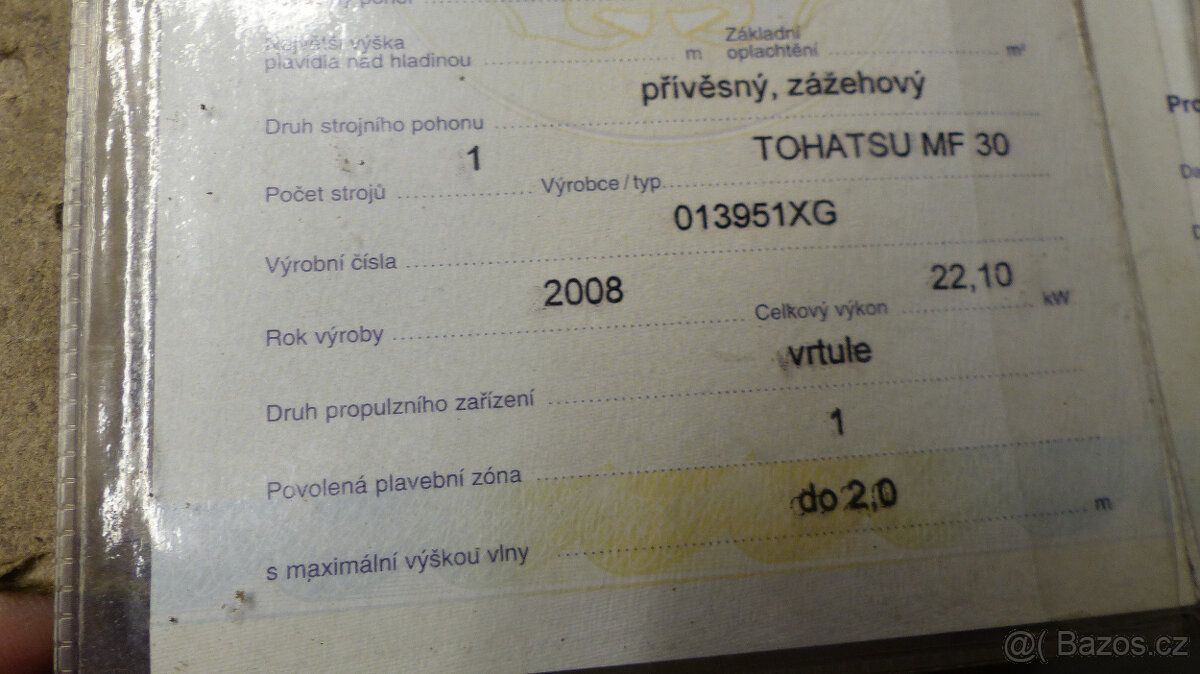 Největší výška
plavidla nad hladinou ........ m Základní oplachtění ........ m²
přívěsný, zážehový
Druh strojního pohonu
1 TOHATSU MF 30
Počet strojů Výrobce / typ
013951XG
Výrobní čísla
2008 22,10
Rok výroby Celkový výkon kW
vrtule
Druh propulzního zařízení
1
Povolená plavební zóna
do 2,0
s maximální výškou vlny m
Pro
Da
D
@( Bazos.cz